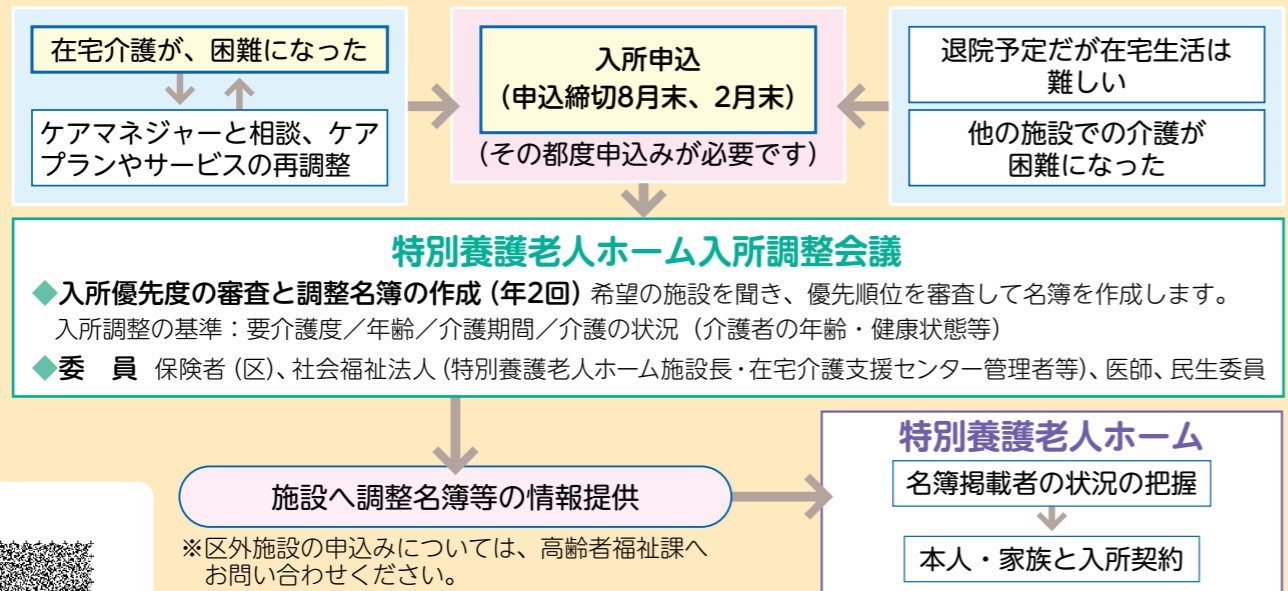 在宅介護が、困難になった
ケアマネジャーと相談、ケア
プランやサービスの再調整
入所申込
(申込締切8月末、2月末)
(その都度申込みが必要です)
退院予定だが在宅生活は
難しい
他の施設での介護が
困難になった
特別養護老人ホーム入所調整会議
◆入所優先度の審査と調整名簿の作成(年2回) 希望の施設を聞き、優先順位を審査して名簿を作成します。
入所調整の基準：要介護度／年齢／介護期間／介護の状況（介護者の年齢・健康状態等）
◆委　員 保険者(区)、社会福祉法人(特別養護老人ホーム施設長・在宅介護支援センター管理者等)、医師、民生委員
施設へ調整名簿等の情報提供
※区外施設の申込みについては、高齢者福祉課へ
お問い合わせください。
特別養護老人ホーム
名簿掲載者の状況の把握
本人・家族と入所契約